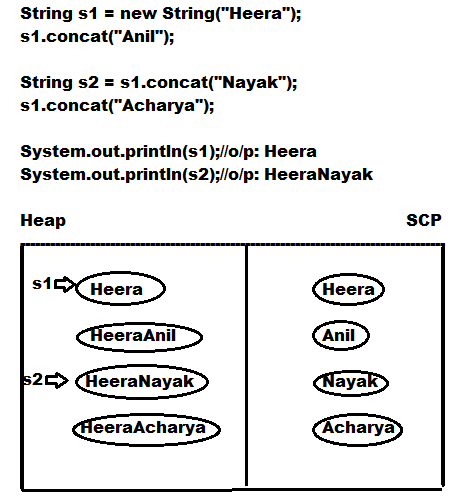 String s1 = new String("Heera");
s1.concat("Anil");
String s2 = s1.concat("Nayak");
s1.concat("Acharya");
System.out.println(s1);//o/p: Heera
System.out.println(s2);//o/p: HeeraNayak
Heap SCP
s1 Heera Heera
HeeraAnil Anil
s2 HeeraNayak Nayak
HeeraAcharya Acharya